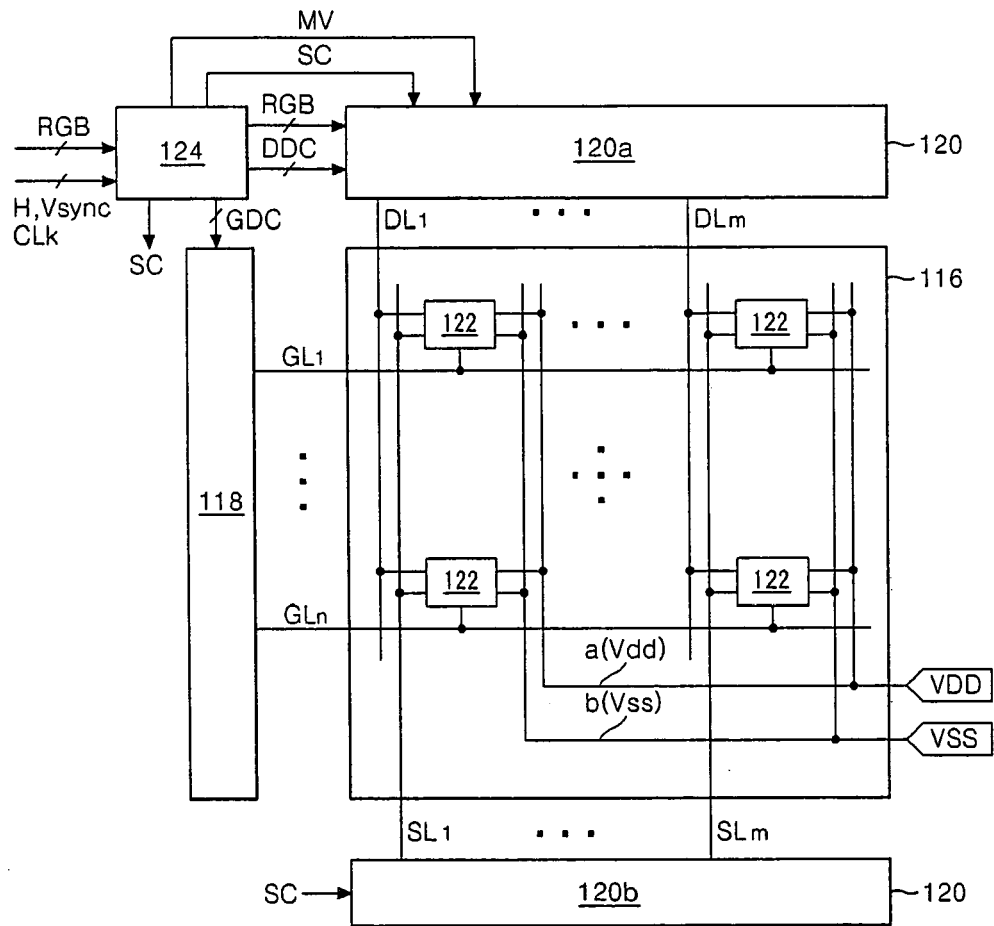 MV
SC
RGB
124
RGB
DDC
120a
120
H,Vsync
CLk
GDC
SC
DL1
DLm
116
122
122
GL1
118
122
122
GLn
a(Vdd)
VDD
b(Vss)
VSS
SL1
SLm
SC
120b
120